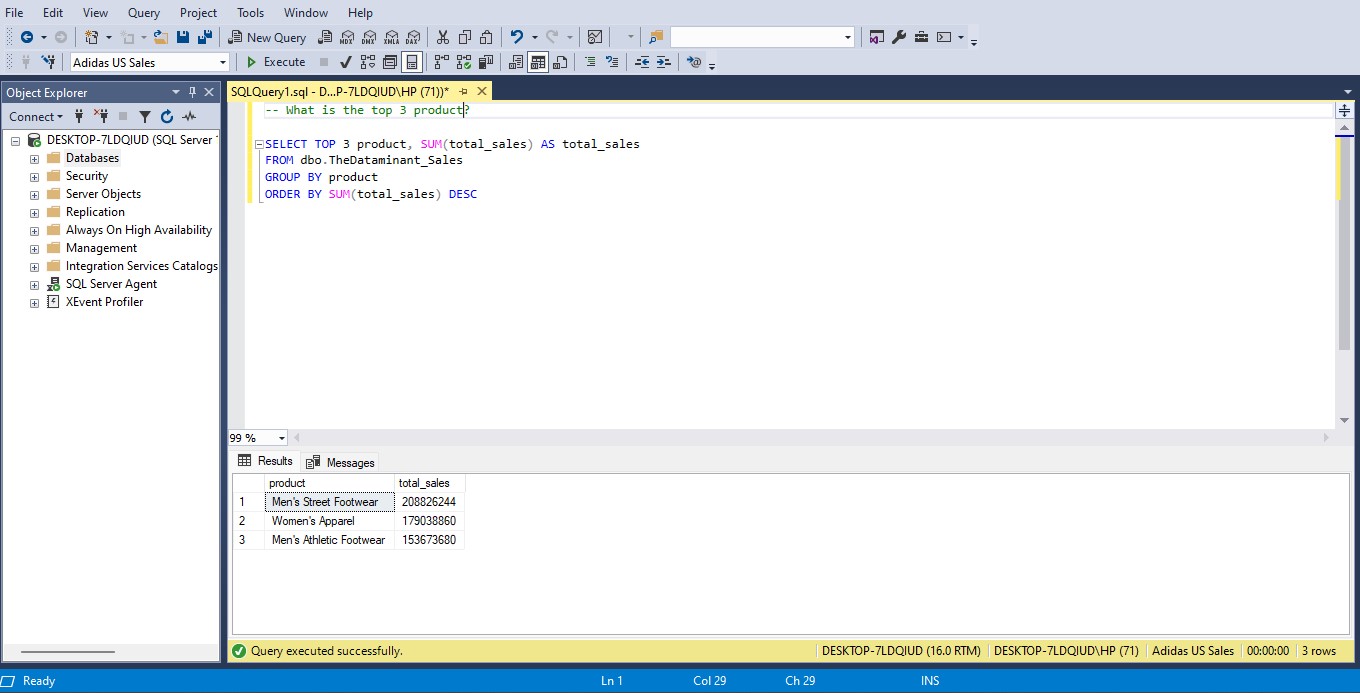 File Edit View Query Project Tools Window Help
New Query MDX DMX XMLA DAX
Adidas US Sales Execute
Object Explorer
SQLQuery1.sql - D...P-7LDQIUD\HP (71))*
Connect
-- What is the top 3 product?
DESKTOP-7LDQIUD (SQL Server
Databases
Security
Server Objects
Replication
Always On High Availability
Management
Integration Services Catalogs
SQL Server Agent
XEvent Profiler
SELECT TOP 3 product, SUM(total_sales) AS total_sales
FROM dbo.TheDataminant_Sales
GROUP BY product
ORDER BY SUM(total_sales) DESC
99 %
Results Messages
product total_sales
1 Men's Street Footwear 208826244
2 Women's Apparel 179038860
3 Men's Athletic Footwear 153673680
Query executed successfully. DESKTOP-7LDQIUD (16.0 RTM) DESKTOP-7LDQIUD\HP (71) Adidas US Sales 00:00:00 3 rows
Ready Ln 1 Col 29 Ch 29 INS